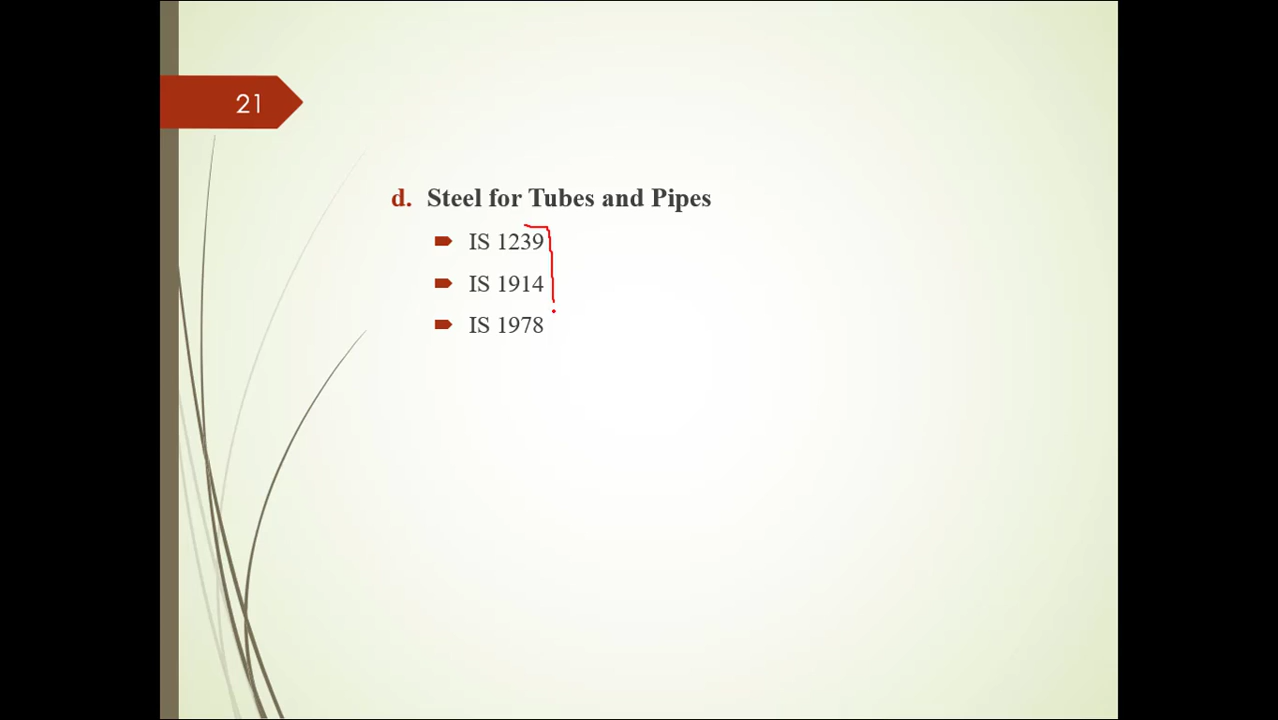 21
d. Steel for Tubes and Pipes
IS 1239
IS 1914
IS 1978